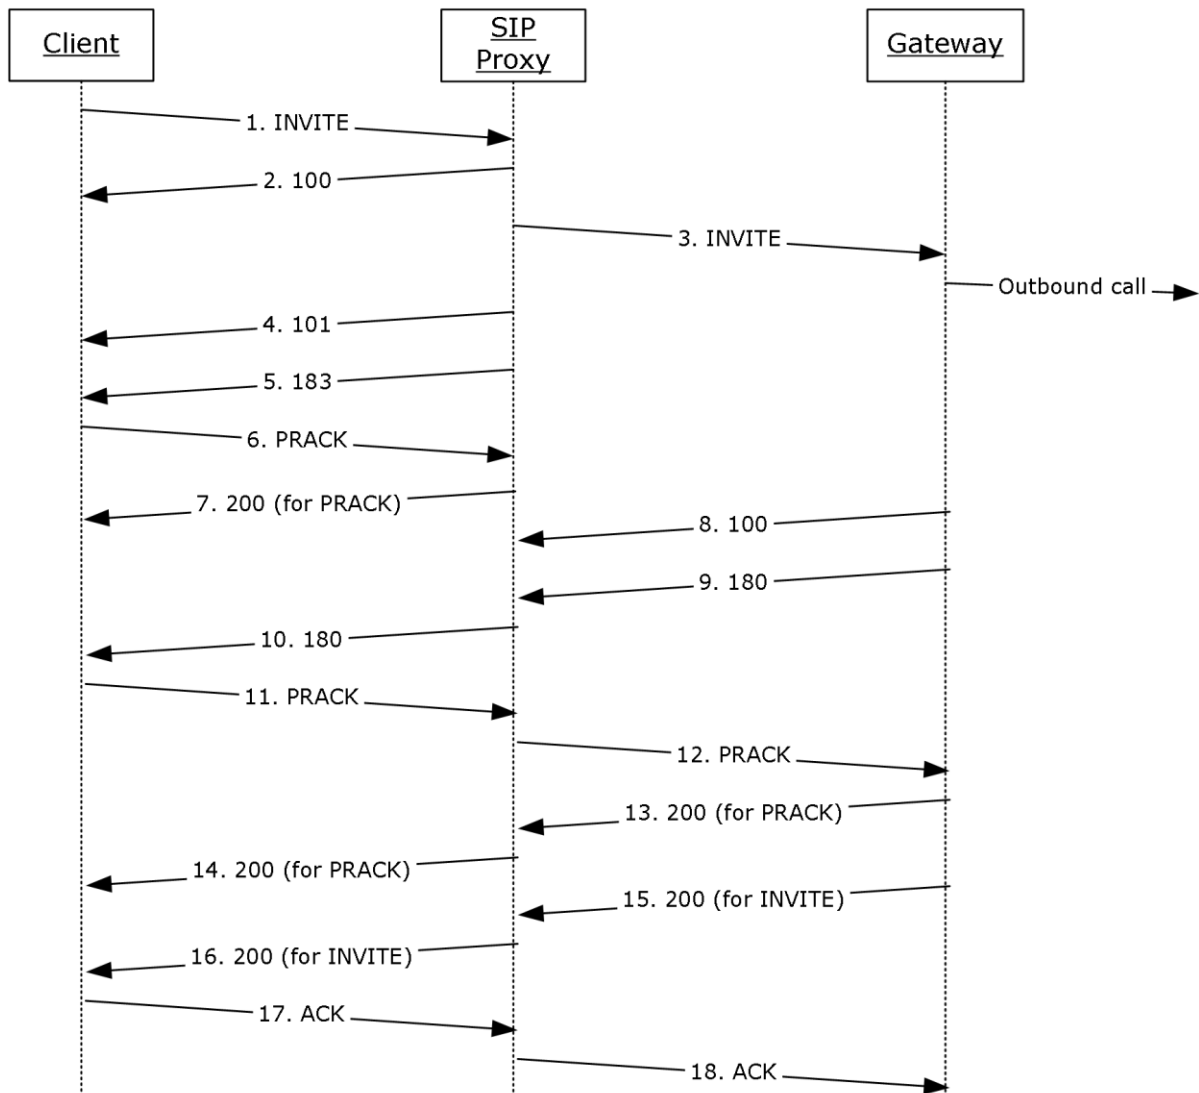 Client
SIP
Proxy
Gateway
1. INVITE
2. 100
3. INVITE
Outbound call
4. 101
5. 183
6. PRACK
7. 200 (for PRACK)
8. 100
9. 180
10. 180
11. PRACK
12. PRACK
13. 200 (for PRACK)
14. 200 (for PRACK)
15. 200 (for INVITE)
16. 200 (for INVITE)
17. ACK
18. ACK